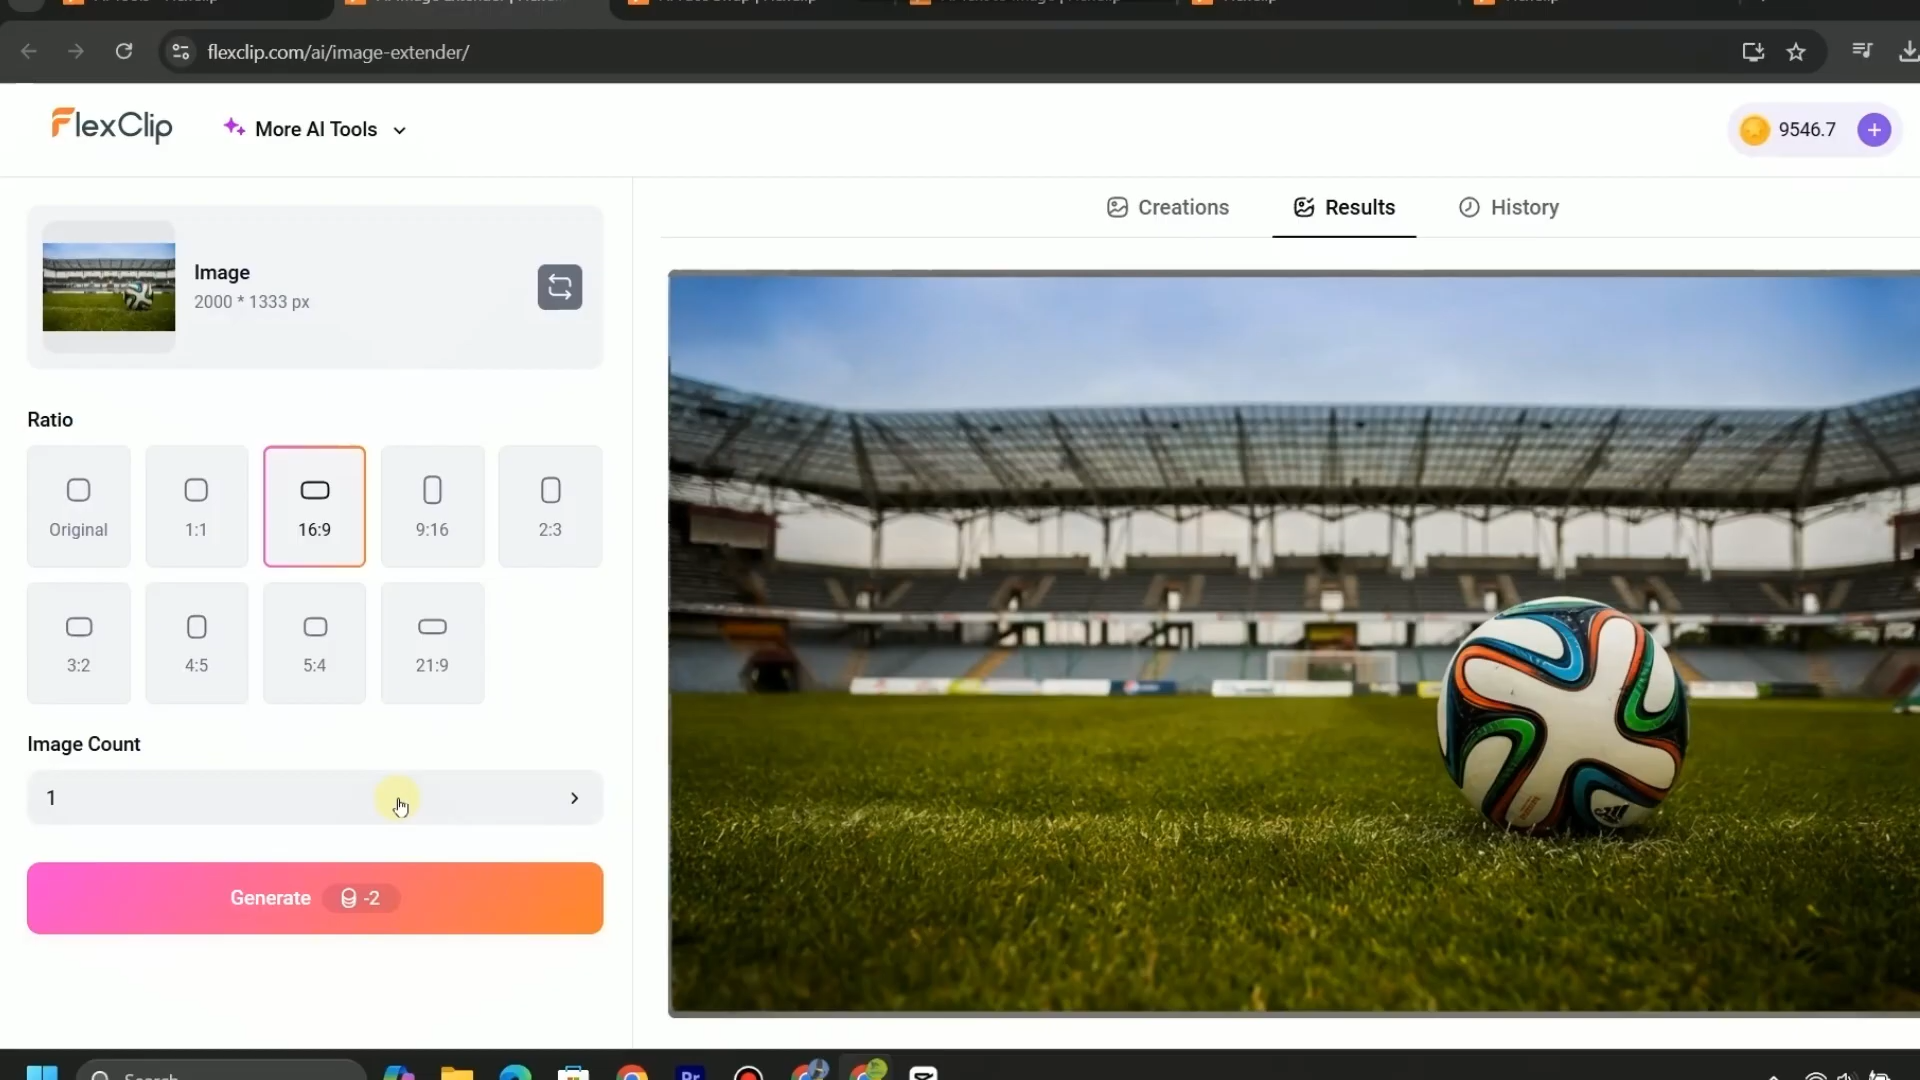 flexclip.com/ai/image-extender/
FlexClip
More AI Tools
9546.7
Creations
Results
History
Image
2000 * 1333 px
Ratio
Original
1:1
16:9
9:16
2:3
3:2
4:5
5:4
21:9
Image Count
1
Generate
-2
Search
Pr